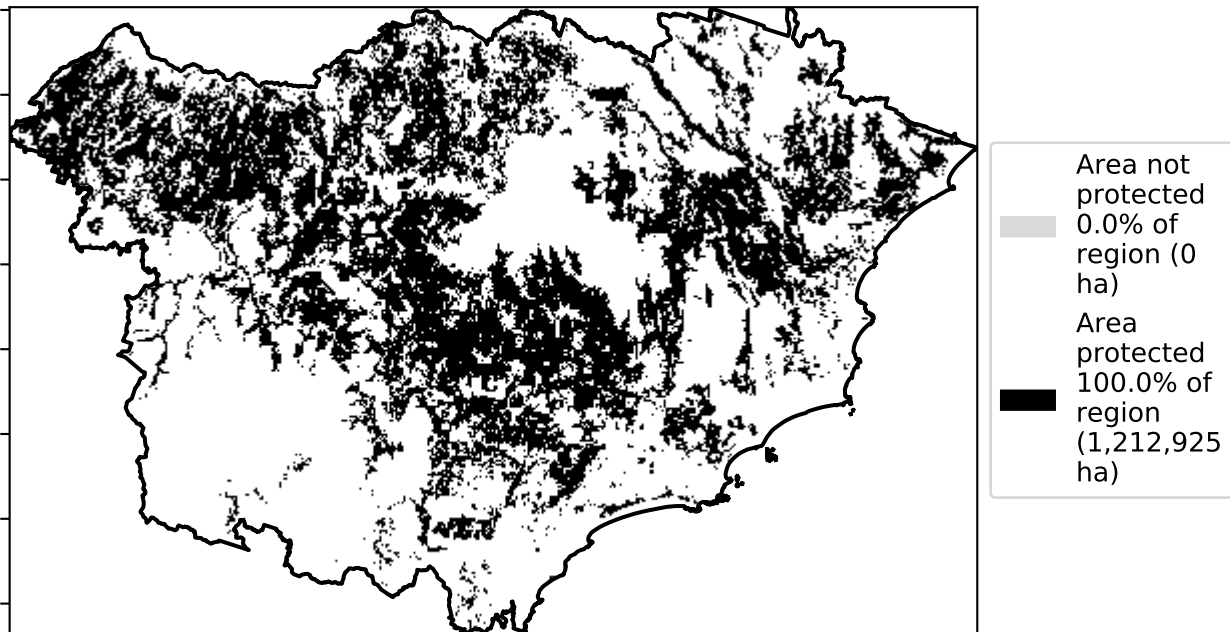 Area not
protected
0.0% of
region (0
ha)
Area
protected
100.0% of
region
(1,212,925
ha)